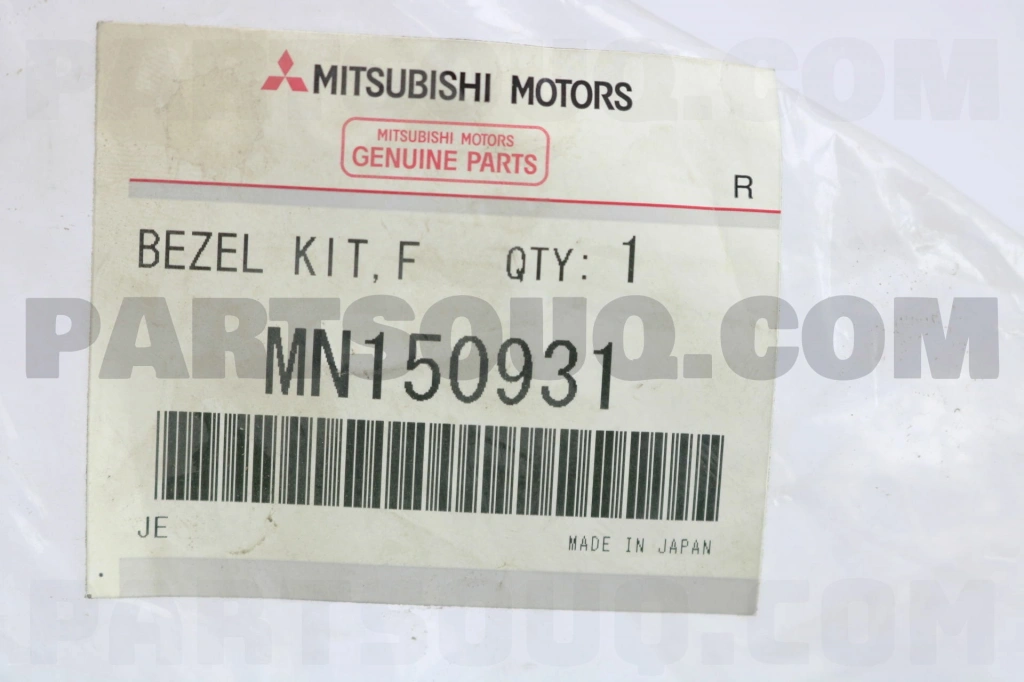 PARTSOUQ.COM
MITSUBISHI MOTORS
MITSUBISHI MOTORS
GENUINE PARTS
R
BEZEL KIT,F QTY: 1
PARTSOUQ.COM
MN150931
JE
MADE IN JAPAN
PARTSOUQ.COM